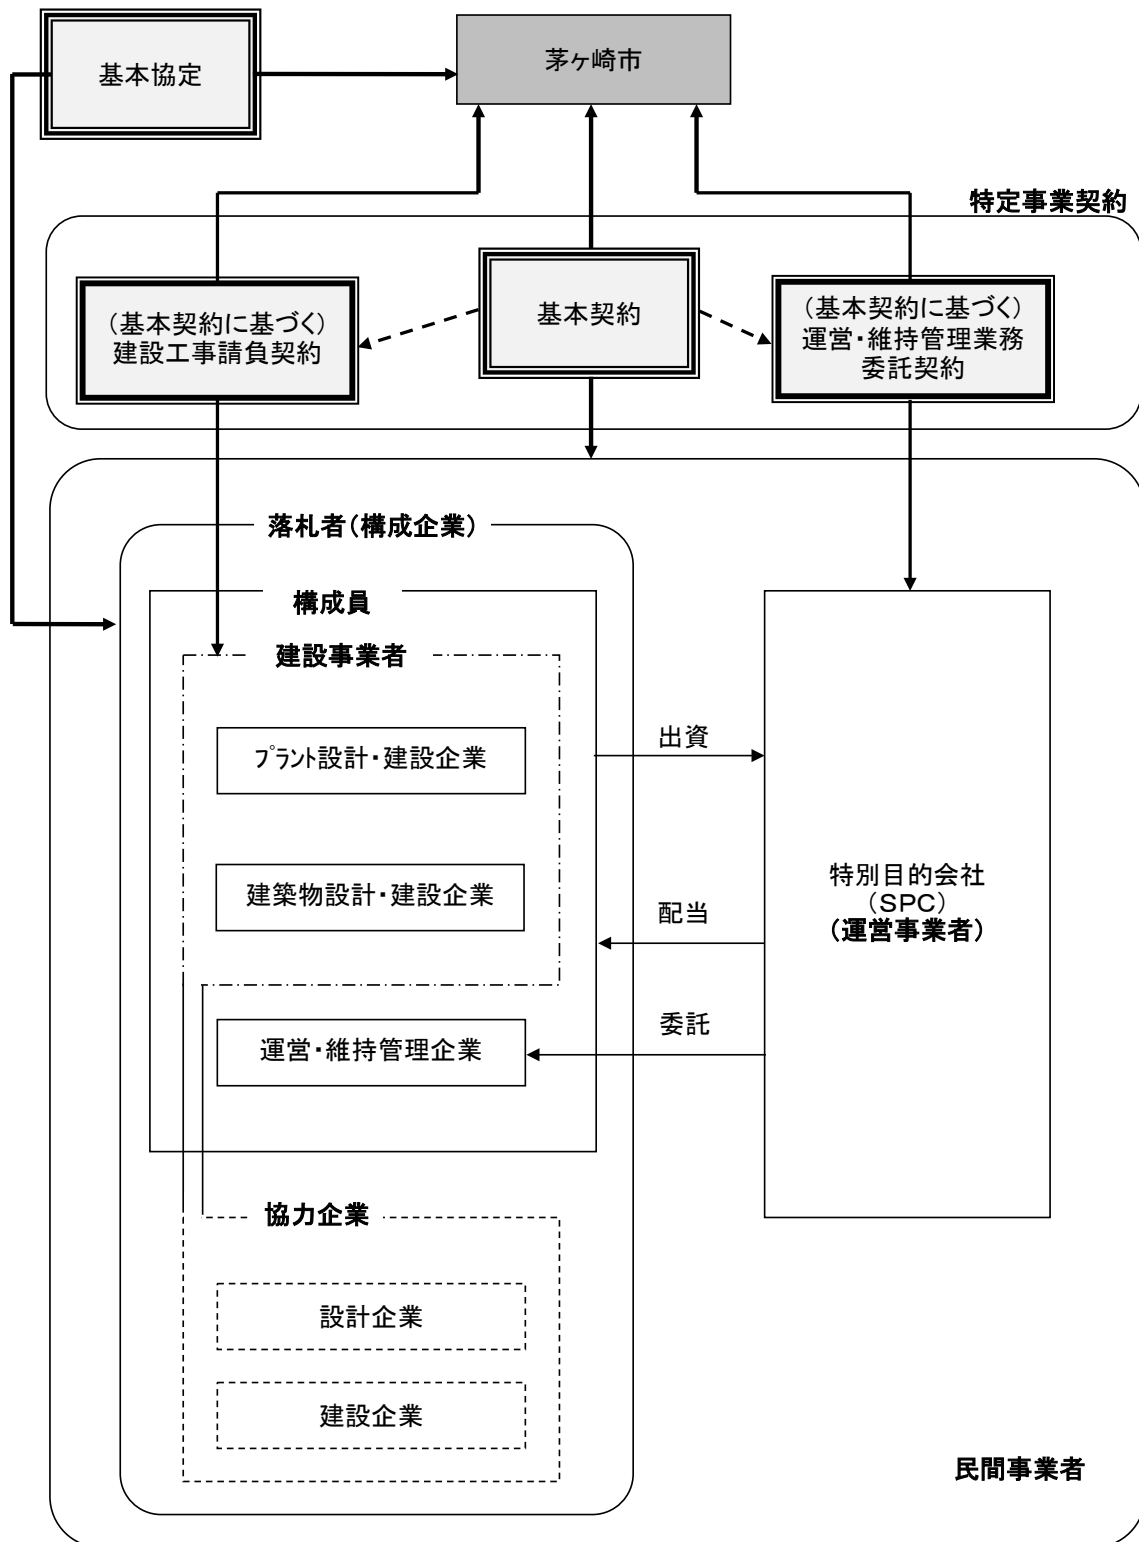 基本協定
茅ヶ崎市
特定事業契約
（基本契約に基づく）
建設工事請負契約
基本契約
（基本契約に基づく）
運営・維持管理業務
委託契約
落札者（構成企業）
構成員
建設事業者
プラント設計・建設企業
建築物設計・建設企業
運営・維持管理企業
出資
配当
委託
特別目的会社
（SPC）
（運営事業者）
協力企業
設計企業
建設企業
民間事業者